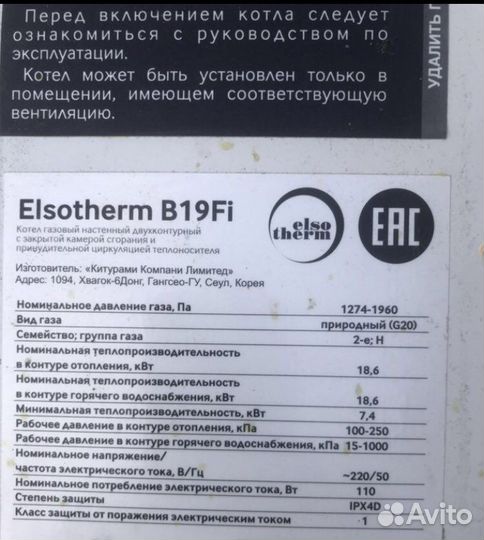 Перед включением котла следует
ознакомиться с руководством по
эксплуатации.
Котел может быть установлен только в
помещении, имеющем соответствующую
вентиляцию.
УДАЛИТЬ
Elsotherm B19Fi
Котел газовый настенный двухконтурный
с закрытой камерой сгорания и
принудительной циркуляцией теплоносителя
elso
therm
EAC
Изготовитель: «Китурами Компани Лимитед»
Адрес: 1094, Хвагок-6Донг, Гангсео-ГУ, Сеул, Корея
Номинальное давление газа, Па 1274-1960
Вид газа природный (G20)
Семейство; группа газа 2-е; Н
Номинальная теплопроизводительность
в контуре отопления, кВт 18,6
Номинальная теплопроизводительность
в контуре горячего водоснабжения, кВт 18,6
Минимальная теплопроизводительность, кВт 7,4
Рабочее давление в контуре отопления, кПа 100-250
Рабочее давление в контуре горячего водоснабжения, кПа 15-1000
Номинальное напряжение/
частота электрического тока, В/Гц ~220/50
Номинальное потребление электрического тока, Вт 110
Степень защиты IPX4D
Класс защиты от поражения электрическим током 1
Avito